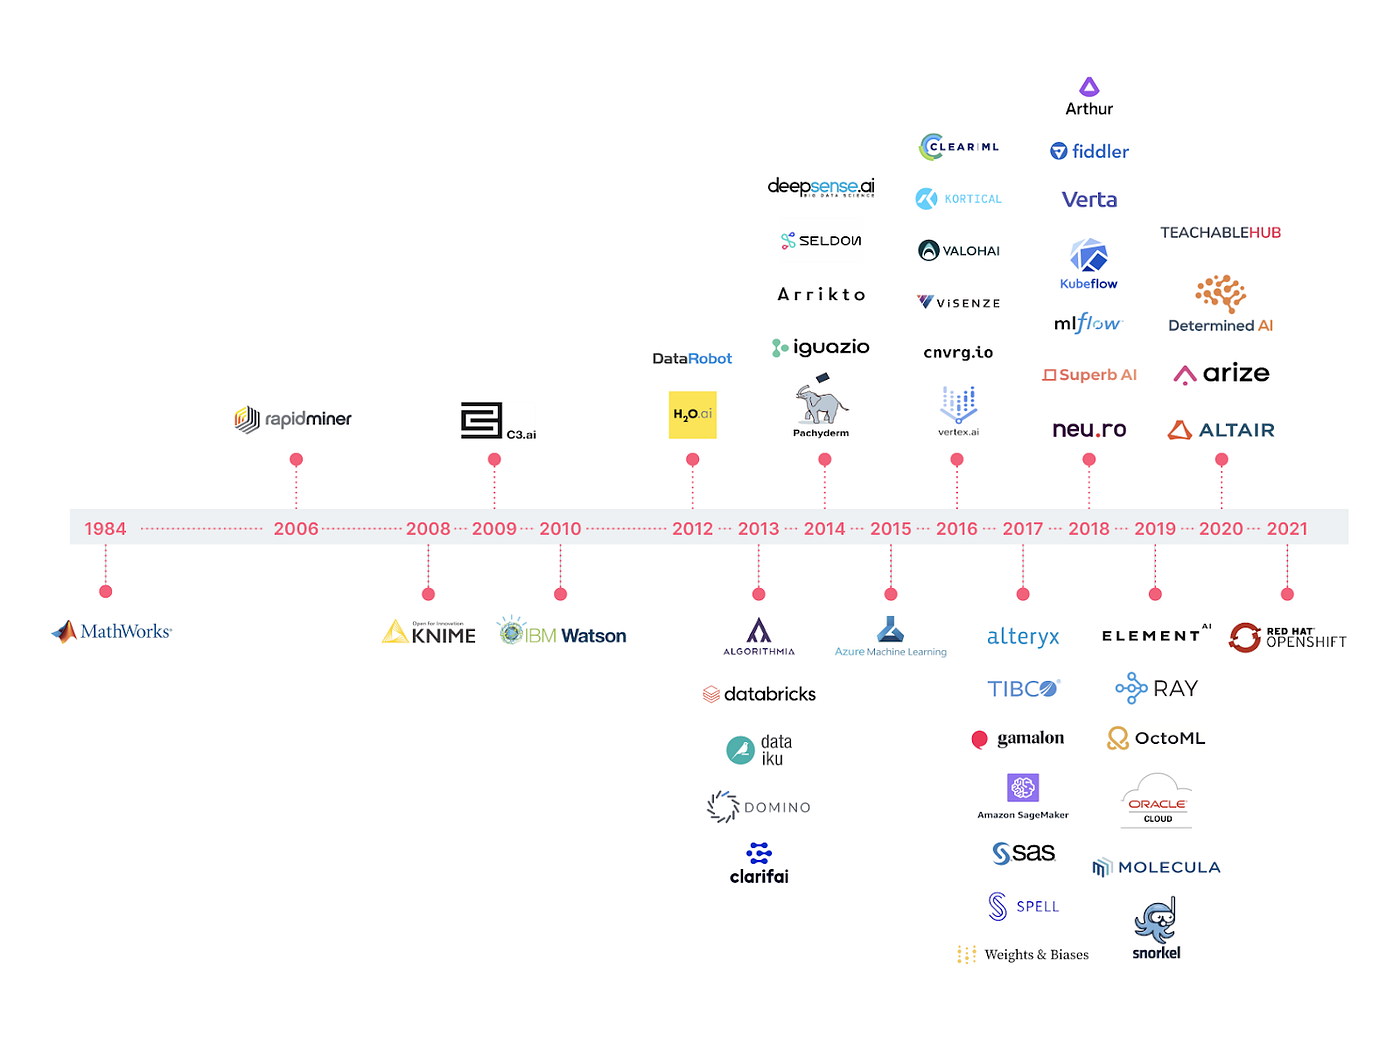 Arthur
fiddler
Verta
Kubeflow
mlflow
Superb AI
neu.ro
CLEAR|ML
KORTICAL
VALOHAI
ViSENZE
cnvrg.io
vertex.ai
TEACHABLEHUB
Determined AI
arize
ALTAIR
deepsense.ai
BIG DATA SCIENCE
SELDON
Arrikto
iguazio
Pachyderm
DataRobot
H2O.ai
rapidminer
C3.ai
1984 2006 2008 2009 2010 2012 2013 2014 2015 2016 2017 2018 2019 2020 2021
MathWorks®
Open for Innovation
KNIME
IBM Watson
ALGORITHMIA
databricks
data
iku
DOMINO
clarifai
Azure Machine Learning
alteryx
TIBCO®
gamalon
Amazon SageMaker
sas
SPELL
Weights & Biases
ELEMENT AI
RAY
OctoML
ORACLE
CLOUD
MOLECULA
snorkel
RED HAT
OPENSHIFT